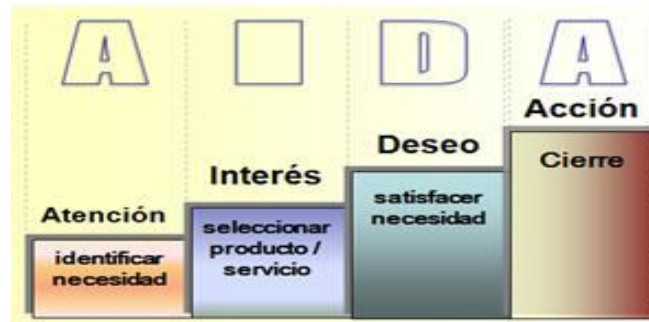 A I D A
Acción
Deseo
Interés
Atención
Cierre
satisfacer
necesidad
seleccionar
producto /
servicio
identificar
necesidad